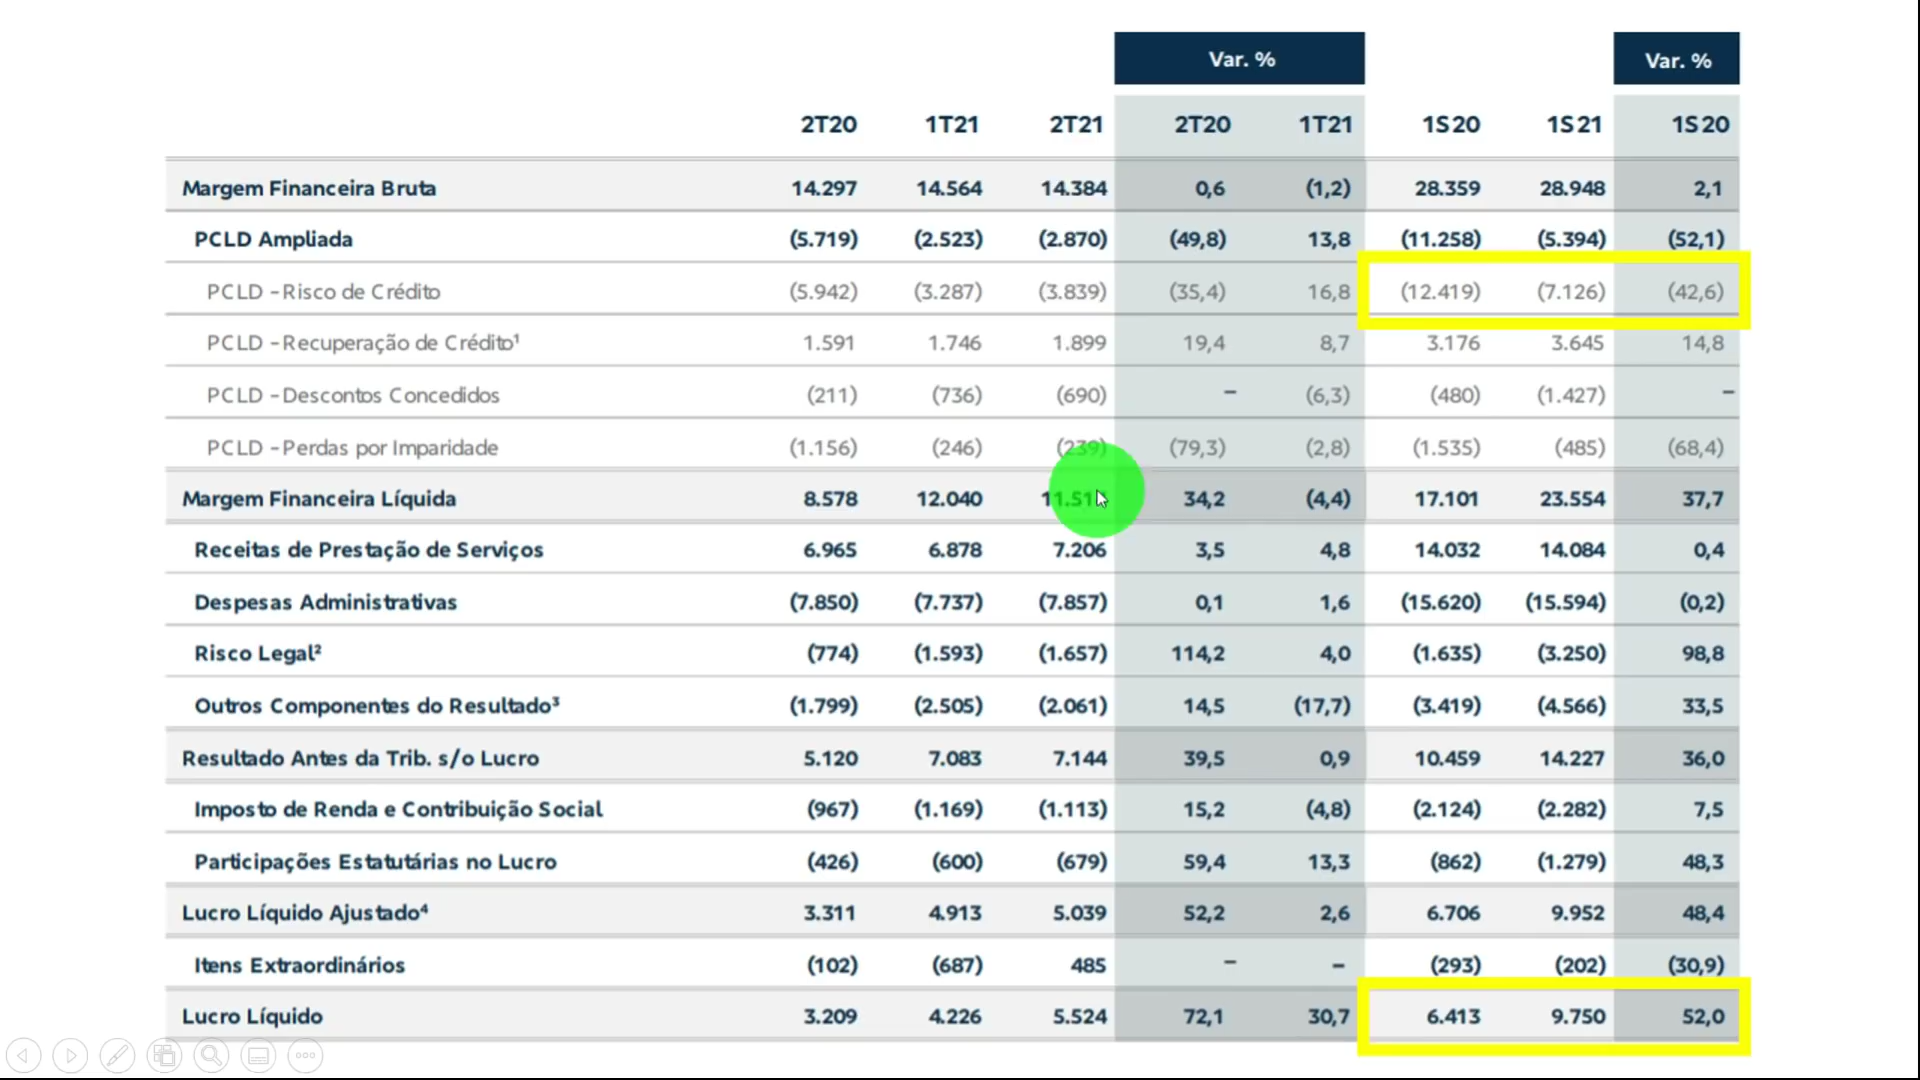 Var. % Var. %
2T20 1T21 2T21 2T20 1T21 1S20 1S21 1S20
Margem Financeira Bruta 14.297 14.564 14.384 0,6 (1,2) 28.359 28.948 2,1
PCLD Ampliada (5.719) (2.523) (2.870) (49,8) 13,8 (11.258) (5.394) (52,1)
PCLD - Risco de Crédito (5.942) (3.287) (3.839) (35,4) 16,8 (12.419) (7.126) (42,6)
PCLD - Recuperação de Crédito¹ 1.591 1.746 1.899 19,4 8,7 3.176 3.645 14,8
PCLD - Descontos Concedidos (211) (736) (690) – (6,3) (480) (1.427) –
PCLD - Perdas por Imparidade (1.156) (246) (239) (79,3) (2,8) (1.535) (485) (68,4)
Margem Financeira Líquida 8.578 12.040 34,2 (4,4) 17.101 23.554 37,7
Receitas de Prestação de Serviços 6.965 6.878 7.206 3,5 4,8 14.032 14.084 0,4
Despesas Administrativas (7.850) (7.737) (7.857) 0,1 1,6 (15.620) (15.594) (0,2)
Risco Legal² (774) (1.593) (1.657) 114,2 4,0 (1.635) (3.250) 98,8
Outros Componentes do Resultado³ (1.799) (2.505) (2.061) 14,5 (17,7) (3.419) (4.566) 33,5
Resultado Antes da Trib. s/o Lucro 5.120 7.083 7.144 39,5 0,9 10.459 14.227 36,0
Imposto de Renda e Contribuição Social (967) (1.169) (1.113) 15,2 (4,8) (2.124) (2.282) 7,5
Participações Estatutárias no Lucro (426) (600) (679) 59,4 13,3 (862) (1.279) 48,3
Lucro Líquido Ajustado⁴ 3.311 4.913 5.039 52,2 2,6 6.706 9.952 48,4
Itens Extraordinários (102) (687) 485 – – (293) (202) (30,9)
Lucro Líquido 3.209 4.226 5.524 72,1 30,7 6.413 9.750 52,0